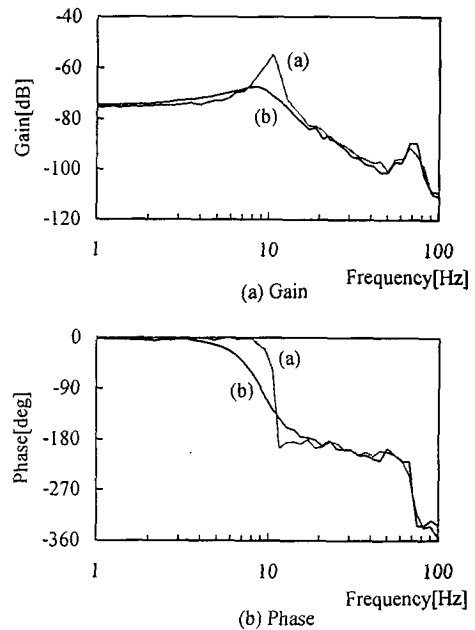 -40
-60
-80
-100
-120
Gain[dB]
(a)
(b)
1
10
100
Frequency[Hz]
(a) Gain
0
-90
-180
-270
-360
Phase[deg]
(a)
(b)
1
10
100
Frequency[Hz]
(b) Phase